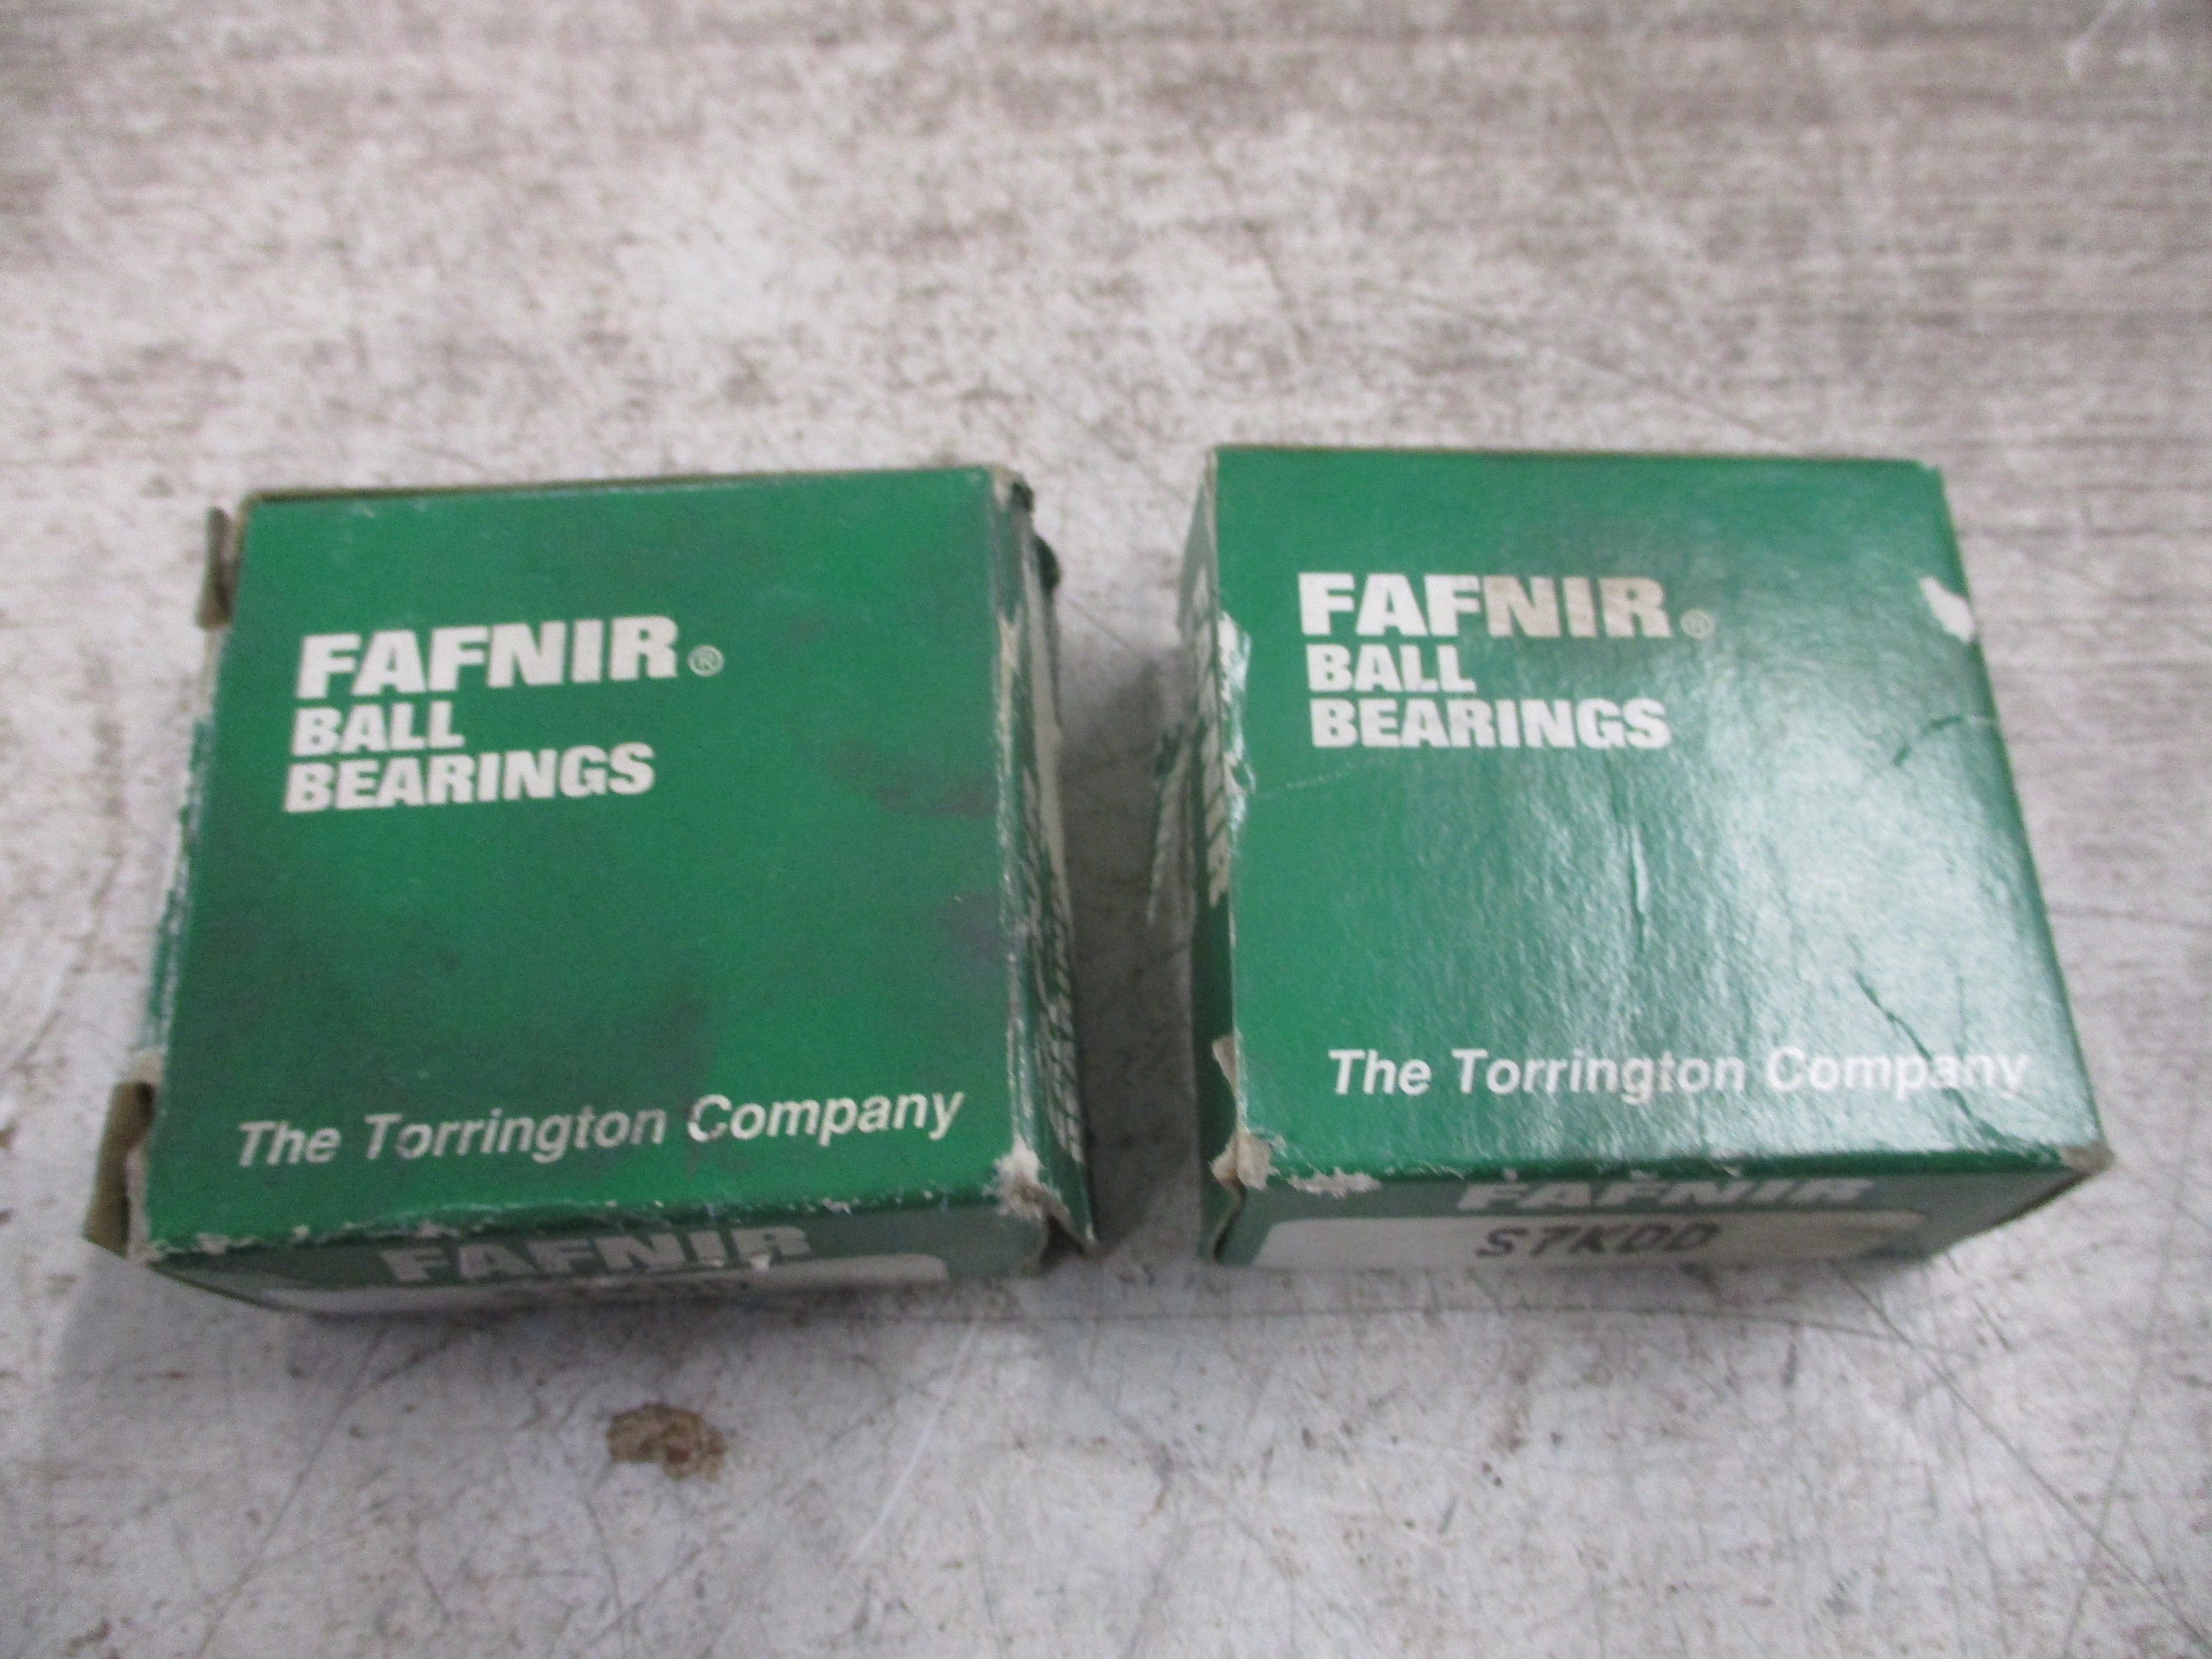 FAFNIR®
BALL
BEARINGS
The Torrington Company
FAFNIR
FAFNIR®
BALL
BEARINGS
The Torrington Company
FAFNIR
S7KDD